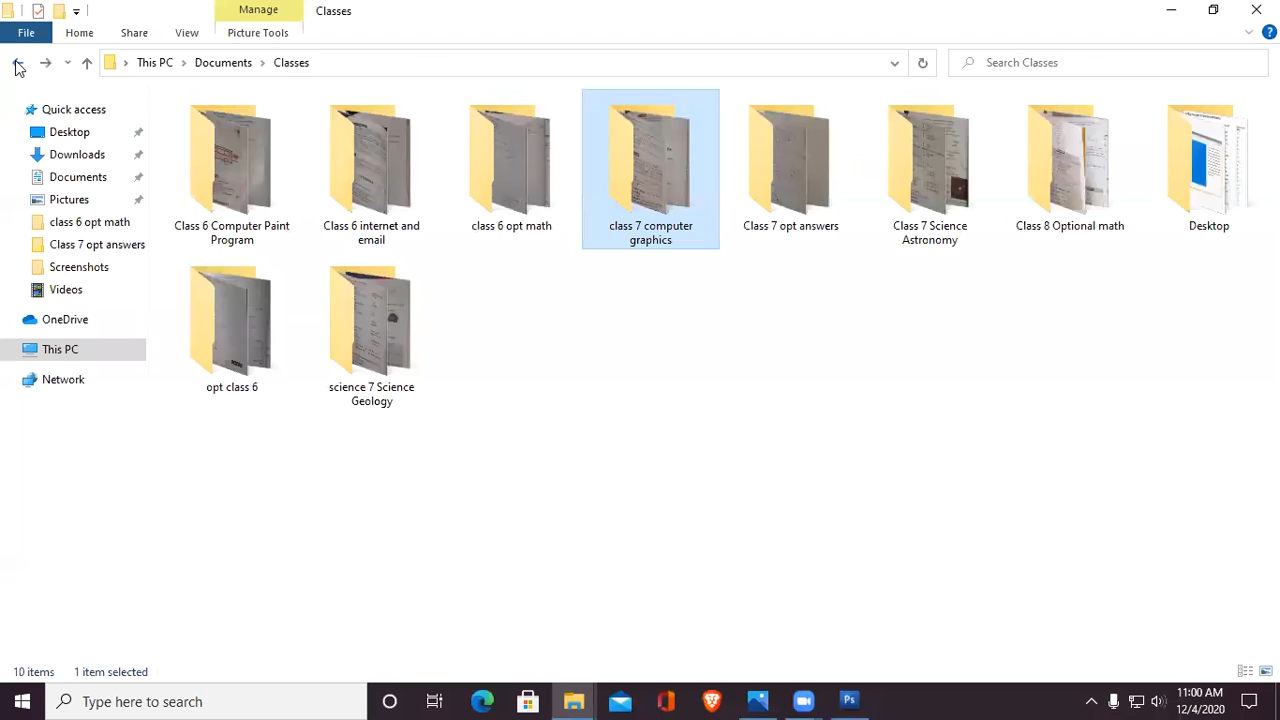 Manage
Classes
File
Home
Share
View
Picture Tools
This PC
Documents
Classes
Search Classes
Quick access
Desktop
Downloads
Documents
Pictures
class 6 opt math
Class 7 opt answers
Screenshots
Videos
OneDrive
This PC
Network
Class 6 Computer Paint
Program
Class 6 internet and
email
class 6 opt math
class 7 computer
graphics
Class 7 opt answers
Class 7 Science
Astronomy
Class 8 Optional math
Desktop
opt class 6
science 7 Science
Geology
10 items
1 item selected
Type here to search
Ps
11:00 AM
12/4/2020